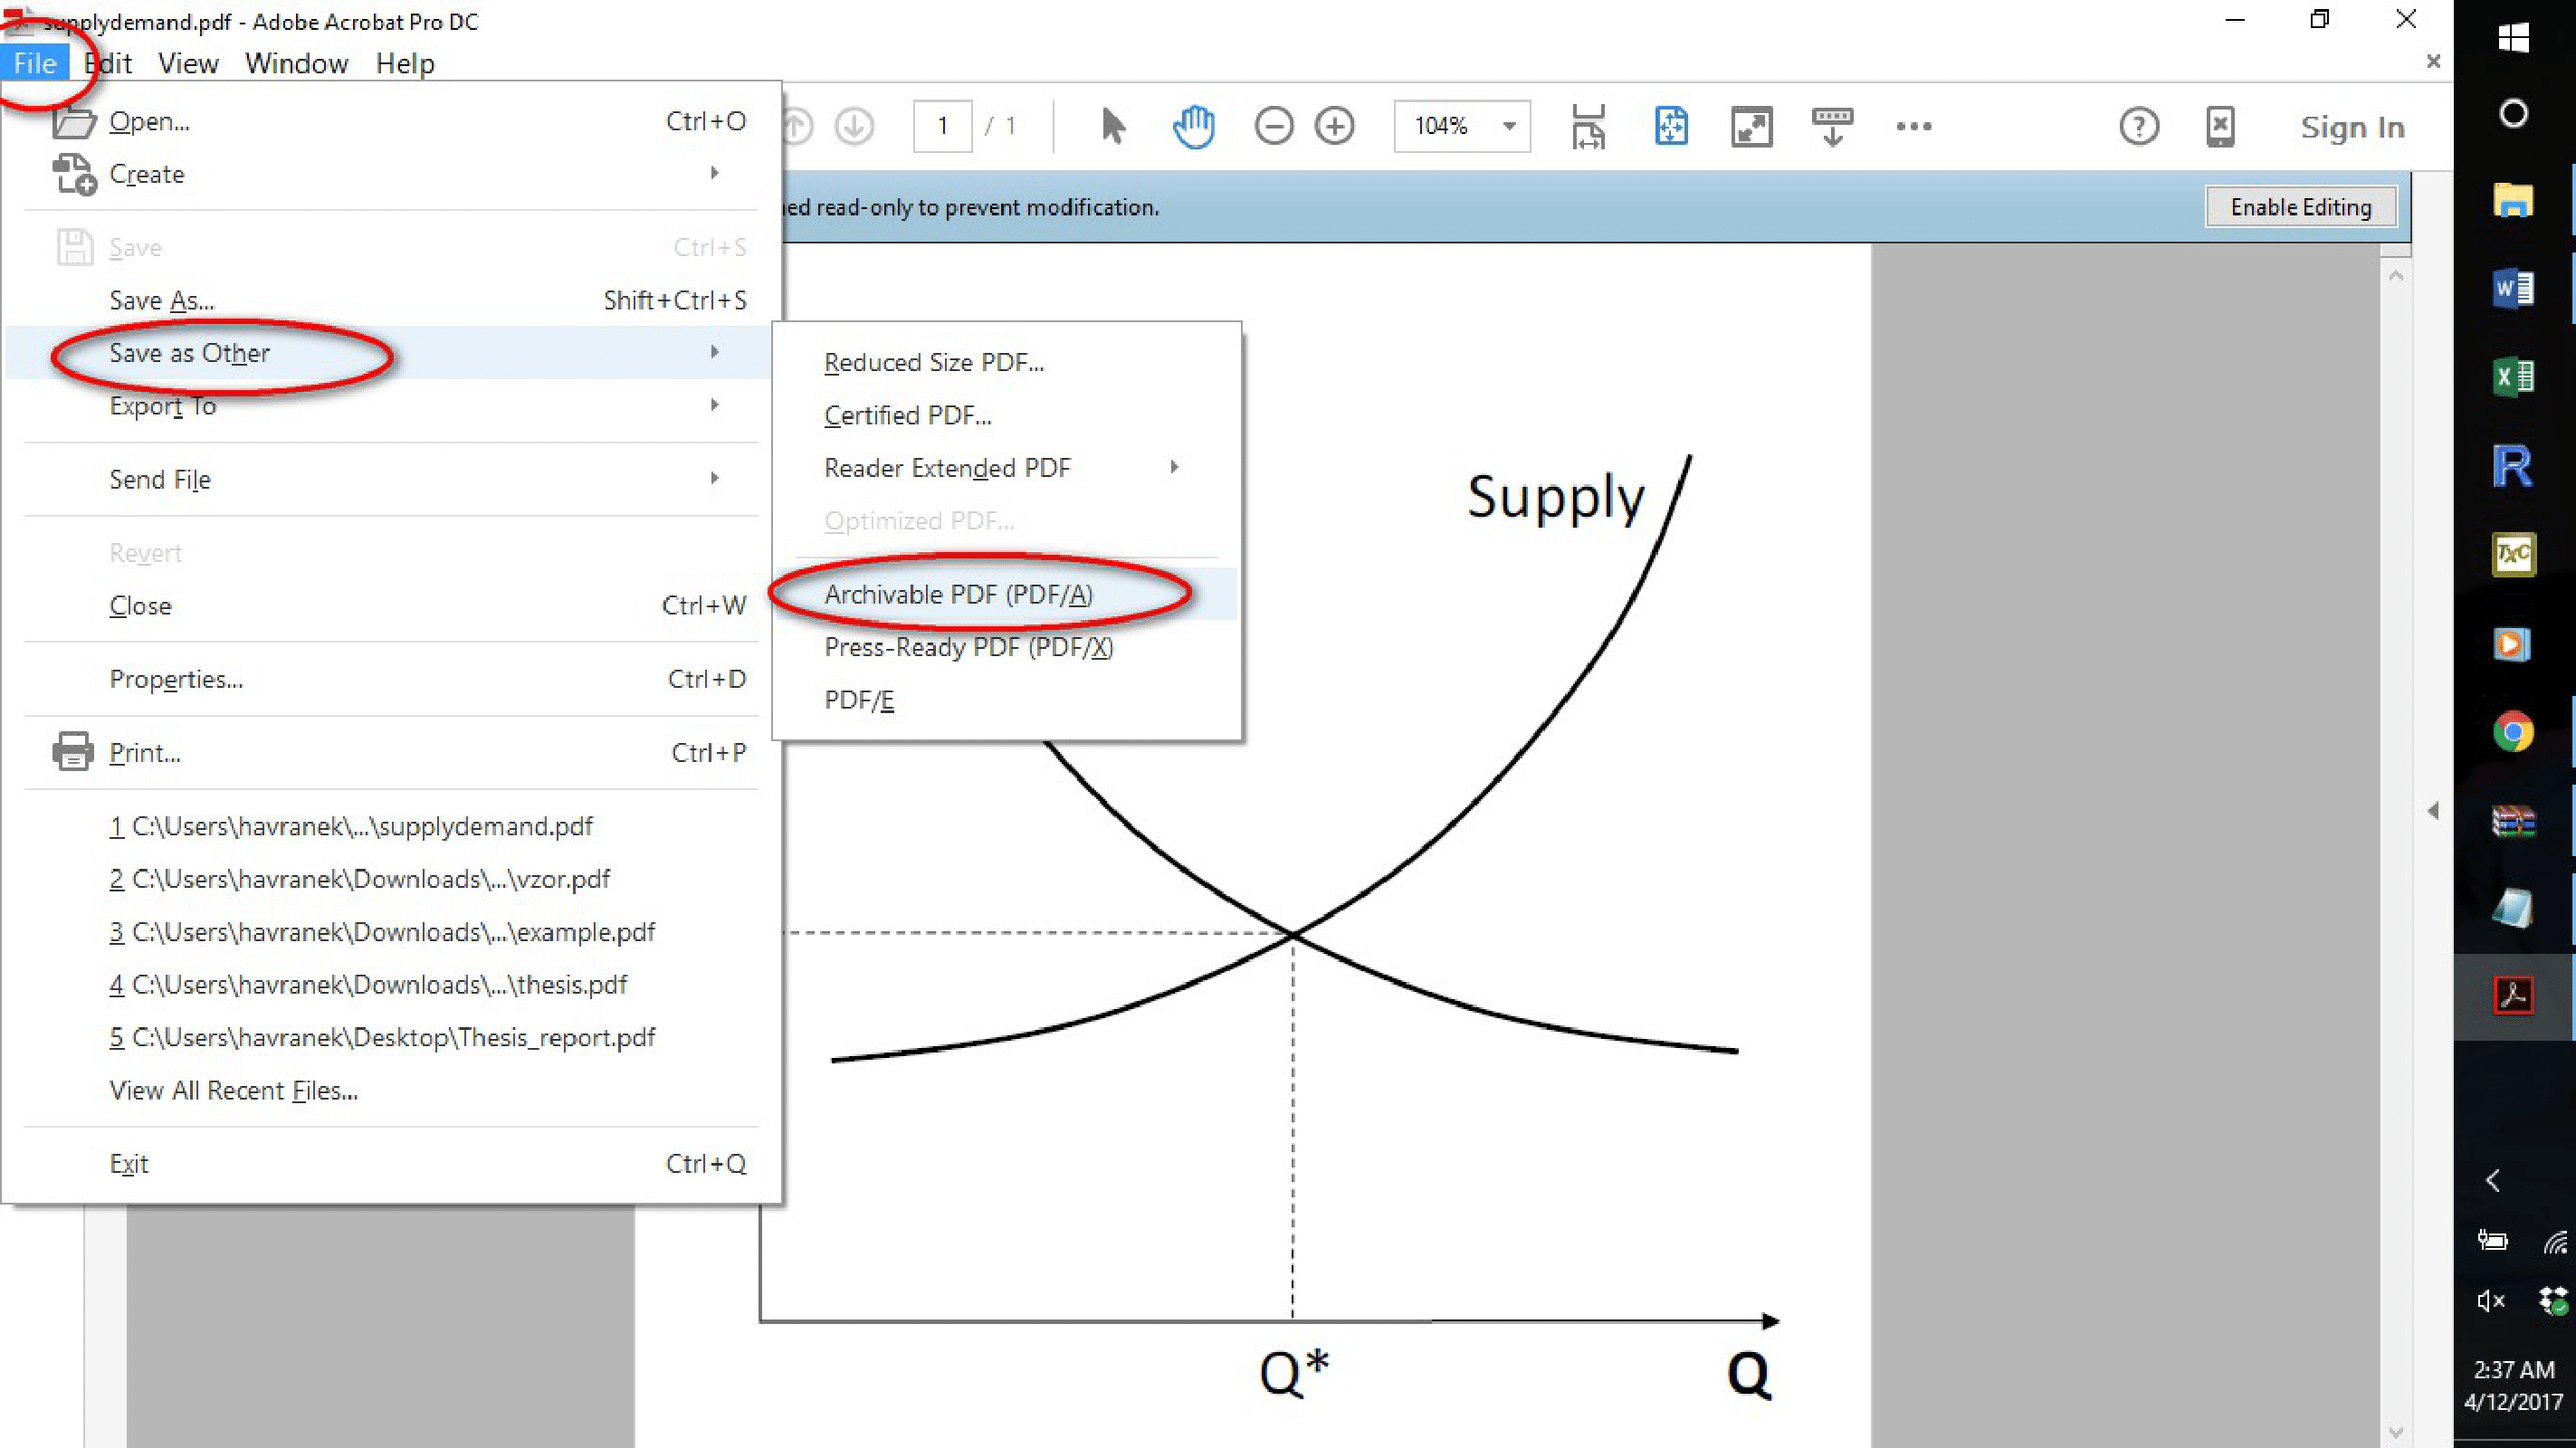 supplydemand.pdf - Adobe Acrobat Pro DC
File Edit View Window Help
Open... Ctrl+O
Create
Save Ctrl+S
Save As... Shift+Ctrl+S
Save as Other
Export To
Send File
Revert
Close Ctrl+W
Properties... Ctrl+D
Print... Ctrl+P
1 C:\Users\havranek\...\supplydemand.pdf
2 C:\Users\havranek\Downloads\...\vzor.pdf
3 C:\Users\havranek\Downloads\...\example.pdf
4 C:\Users\havranek\Downloads\...\thesis.pdf
5 C:\Users\havranek\Desktop\Thesis_report.pdf
View All Recent Files...
Exit Ctrl+Q
Reduced Size PDF...
Certified PDF...
Reader Extended PDF
Optimized PDF...
Archivable PDF (PDF/A)
Press-Ready PDF (PDF/X)
PDF/E
1 / 1
104%
Sign In
read-only to prevent modification.
Enable Editing
Supply
Q*
Q
TXC
2:37 AM
4/12/2017